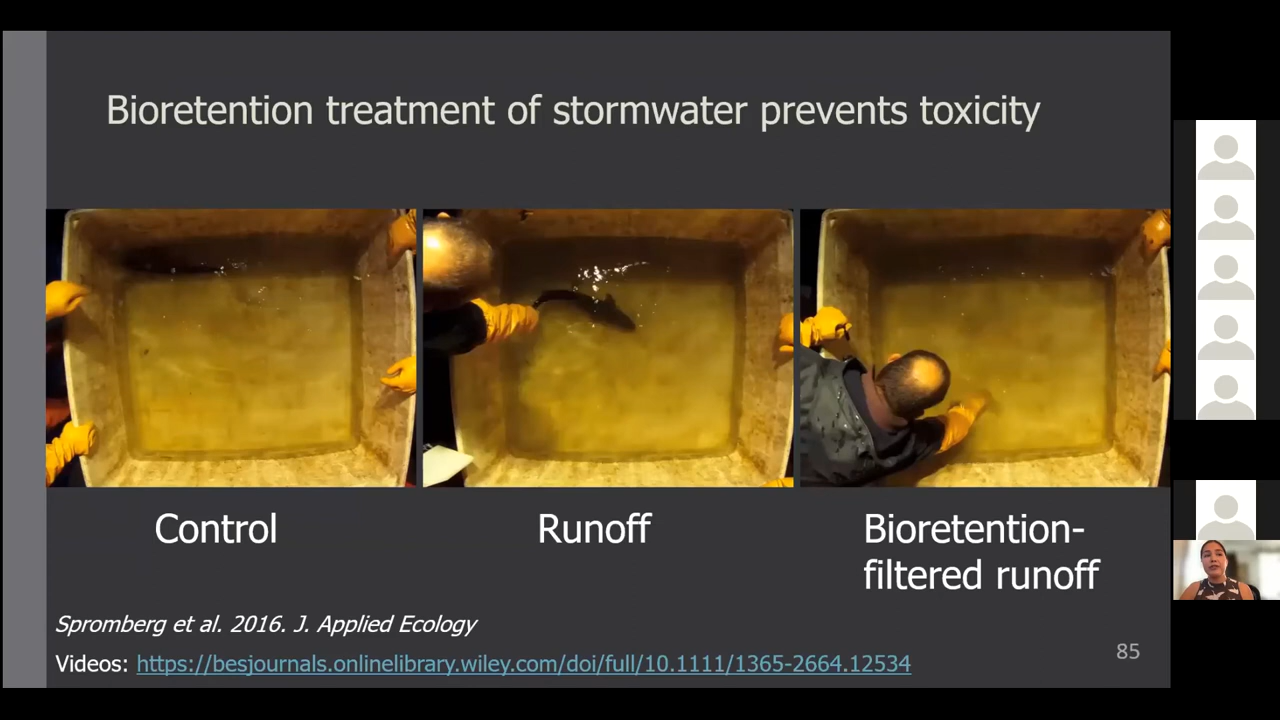 Bioretention treatment of stormwater prevents toxicity
Control
Runoff
Bioretention-
filtered runoff
Spromberg et al. 2016. J. Applied Ecology
Videos: https://besjournals.onlinelibrary.wiley.com/doi/full/10.1111/1365-2664.12534
85